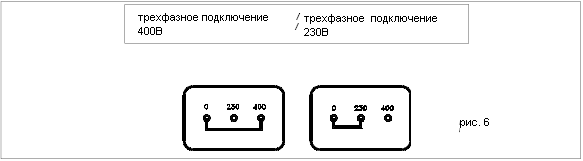 трехфазное подключение / трехфазное подключение
400В / 230В
0 230 400 0 230 400
рис. 6